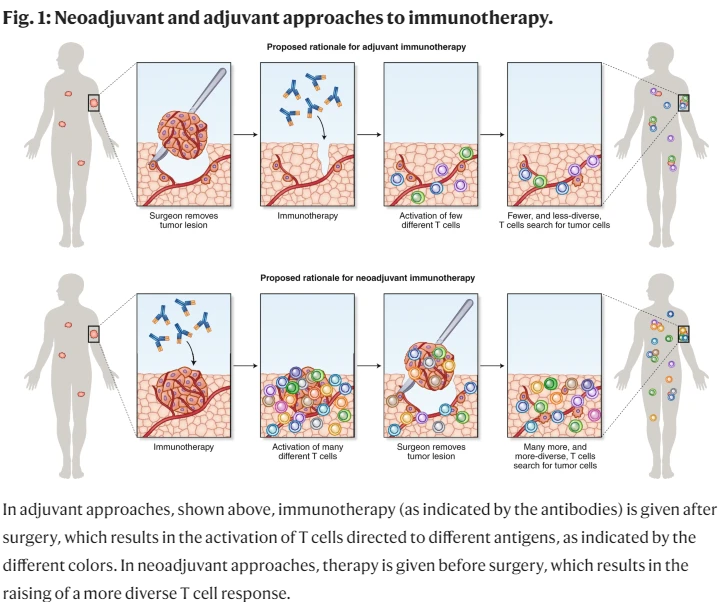 Fig. 1: Neoadjuvant and adjuvant approaches to immunotherapy.
Proposed rationale for adjuvant immunotherapy
Surgeon removes
tumor lesion
Immunotherapy
Activation of few
different T cells
Fewer, and less-diverse,
T cells search for tumor cells
Proposed rationale for neoadjuvant immunotherapy
Immunotherapy
Activation of many
different T cells
Surgeon removes
tumor lesion
Many more, and
more-diverse, T cells
search for tumor cells
In adjuvant approaches, shown above, immunotherapy (as indicated by the antibodies) is given after
surgery, which results in the activation of T cells directed to different antigens, as indicated by the
different colors. In neoadjuvant approaches, therapy is given before surgery, which results in the
raising of a more diverse T cell response.